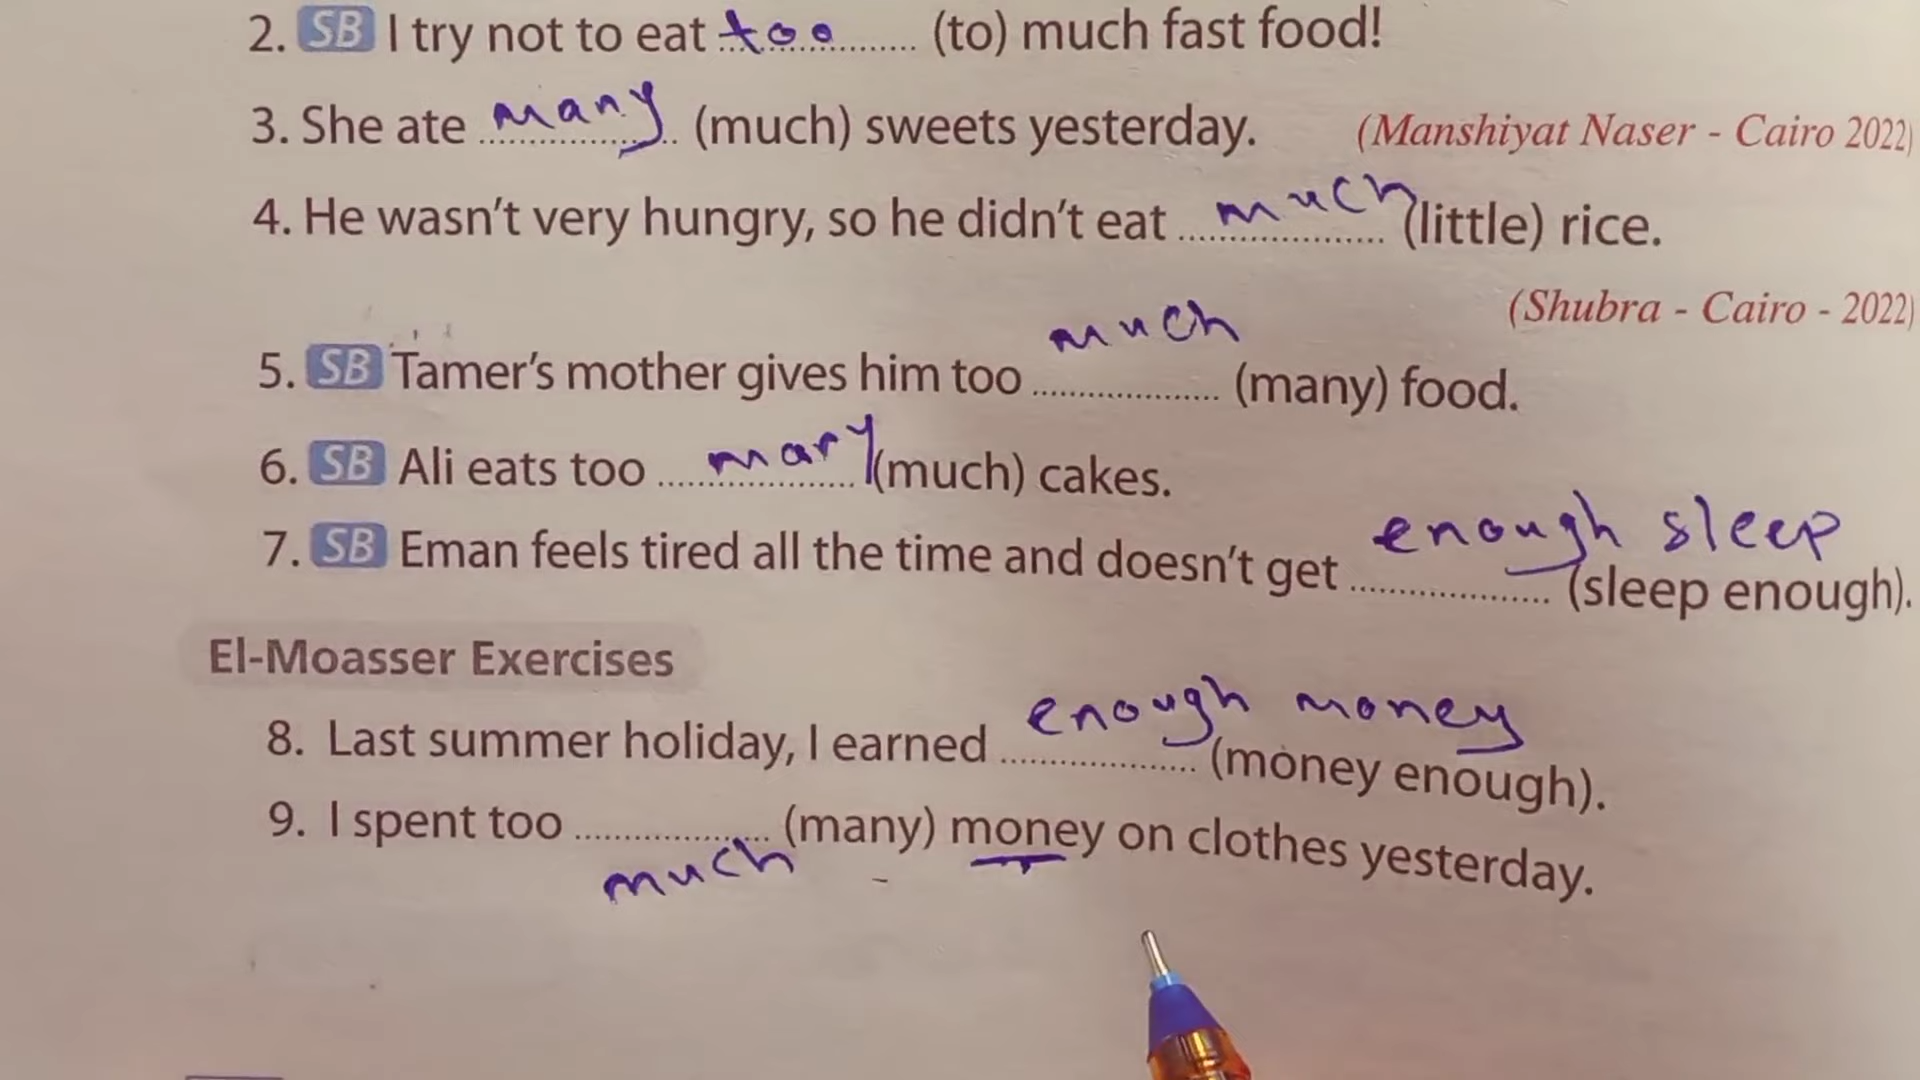 2. SB I try not to eat too (to) much fast food!
3. She ate many (much) sweets yesterday. (Manshiyat Naser - Cairo 2022)
4. He wasn't very hungry, so he didn't eat much (little) rice.
(Shubra - Cairo - 2022)
5. SB Tamer's mother gives him too much (many) food.
6. SB Ali eats too many (much) cakes.
7. SB Eman feels tired all the time and doesn't get enough sleep (sleep enough).
El-Moasser Exercises
8. Last summer holiday, I earned enough money (money enough).
9. I spent too much (many) money on clothes yesterday.